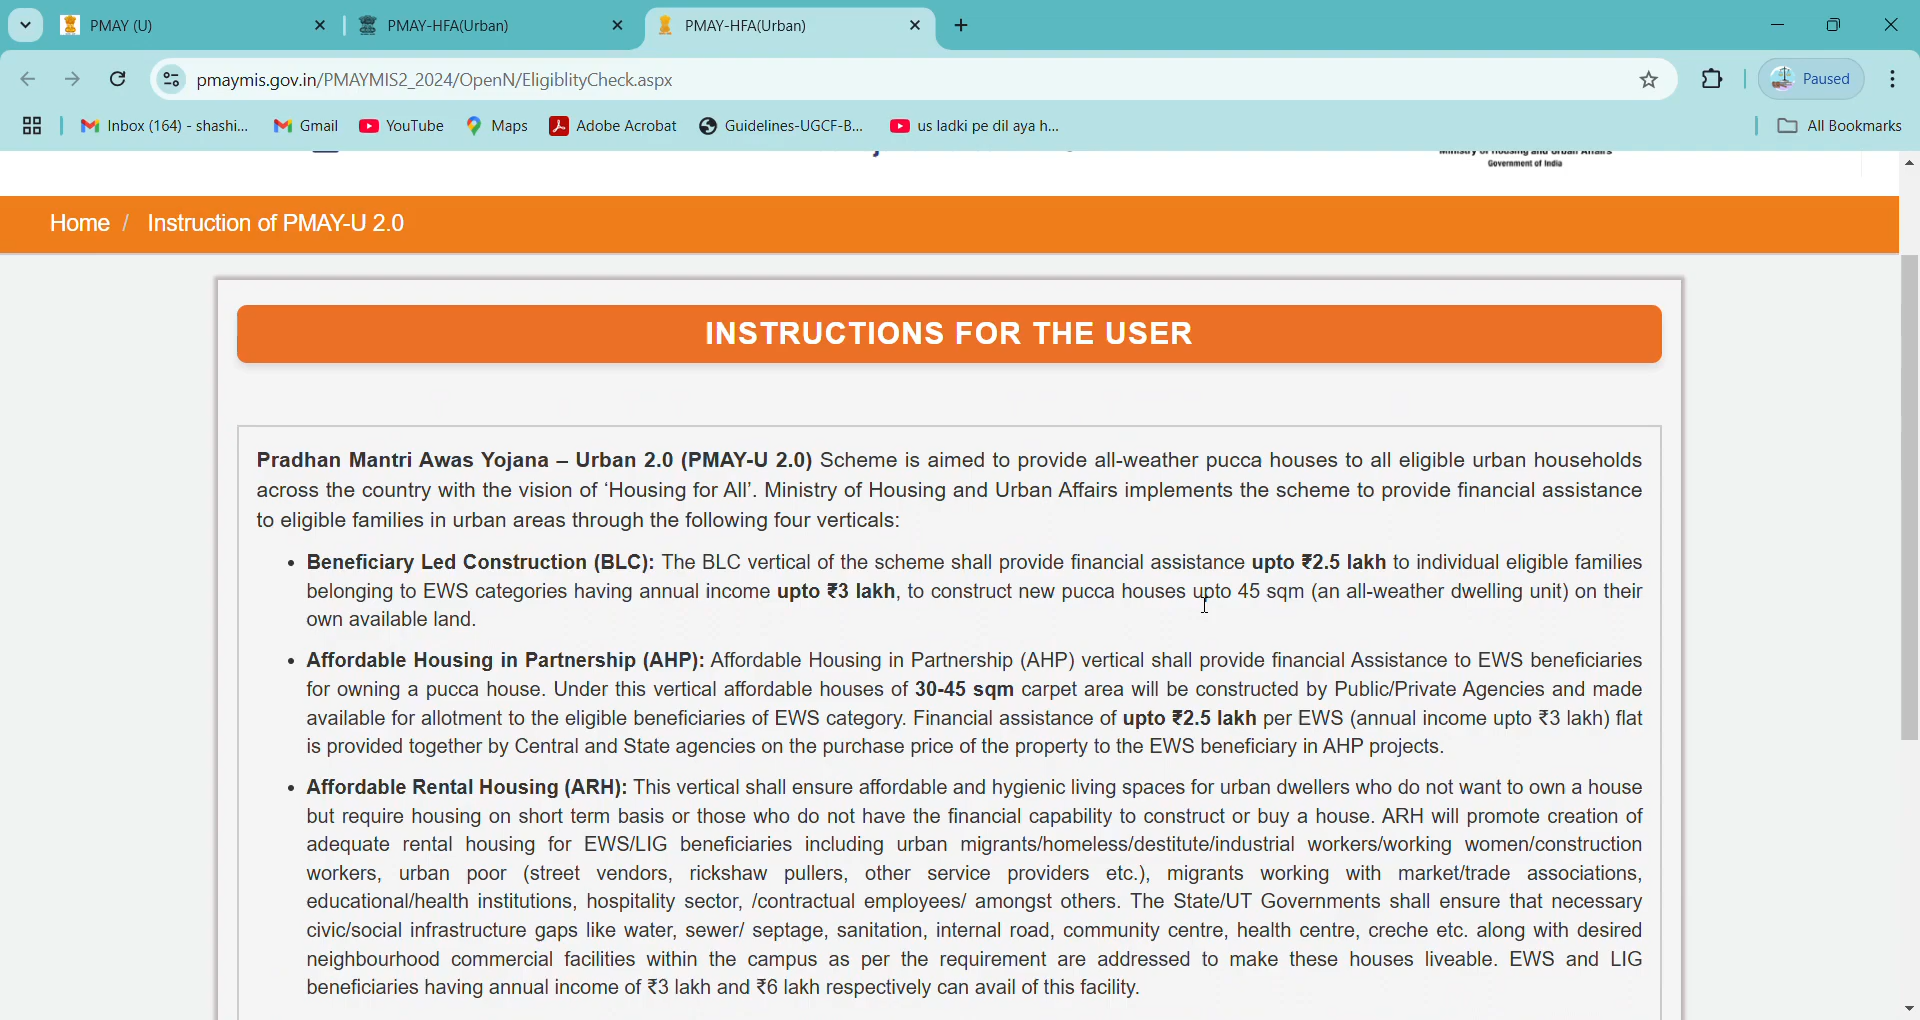 PMAY (U)
PMAY-HFA(Urban)
PMAY-HFA(Urban)
pmaymis.gov.in/PMAYMIS2_2024/OpenN/EligiblityCheck.aspx
Paused
Inbox (164) - shashi...
Gmail
YouTube
Maps
Adobe Acrobat
Guidelines-UGCF-B...
us ladki pe dil aya h...
All Bookmarks
Ministry of Housing and Urban Affairs
Government of India
Home / Instruction of PMAY-U 2.0
INSTRUCTIONS FOR THE USER
Pradhan Mantri Awas Yojana – Urban 2.0 (PMAY-U 2.0) Scheme is aimed to provide all-weather pucca houses to all eligible urban households
across the country with the vision of ‘Housing for All’. Ministry of Housing and Urban Affairs implements the scheme to provide financial assistance
to eligible families in urban areas through the following four verticals:
• Beneficiary Led Construction (BLC): The BLC vertical of the scheme shall provide financial assistance upto ₹2.5 lakh to individual eligible families
belonging to EWS categories having annual income upto ₹3 lakh, to construct new pucca houses upto 45 sqm (an all-weather dwelling unit) on their
own available land.
• Affordable Housing in Partnership (AHP): Affordable Housing in Partnership (AHP) vertical shall provide financial Assistance to EWS beneficiaries
for owning a pucca house. Under this vertical affordable houses of 30-45 sqm carpet area will be constructed by Public/Private Agencies and made
available for allotment to the eligible beneficiaries of EWS category. Financial assistance of upto ₹2.5 lakh per EWS (annual income upto ₹3 lakh) flat
is provided together by Central and State agencies on the purchase price of the property to the EWS beneficiary in AHP projects.
• Affordable Rental Housing (ARH): This vertical shall ensure affordable and hygienic living spaces for urban dwellers who do not want to own a house
but require housing on short term basis or those who do not have the financial capability to construct or buy a house. ARH will promote creation of
adequate rental housing for EWS/LIG beneficiaries including urban migrants/homeless/destitute/industrial workers/working women/construction
workers, urban poor (street vendors, rickshaw pullers, other service providers etc.), migrants working with market/trade associations,
educational/health institutions, hospitality sector, /contractual employees/ amongst others. The State/UT Governments shall ensure that necessary
civic/social infrastructure gaps like water, sewer/ septage, sanitation, internal road, community centre, health centre, creche etc. along with desired
neighbourhood commercial facilities within the campus as per the requirement are addressed to make these houses liveable. EWS and LIG
beneficiaries having annual income of ₹3 lakh and ₹6 lakh respectively can avail of this facility.